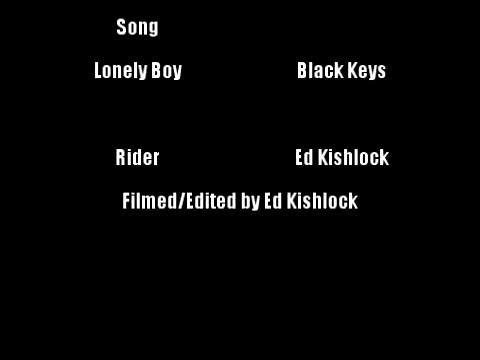 Song
Lonely Boy Black Keys
Rider Ed Kishlock
Filmed/Edited by Ed Kishlock